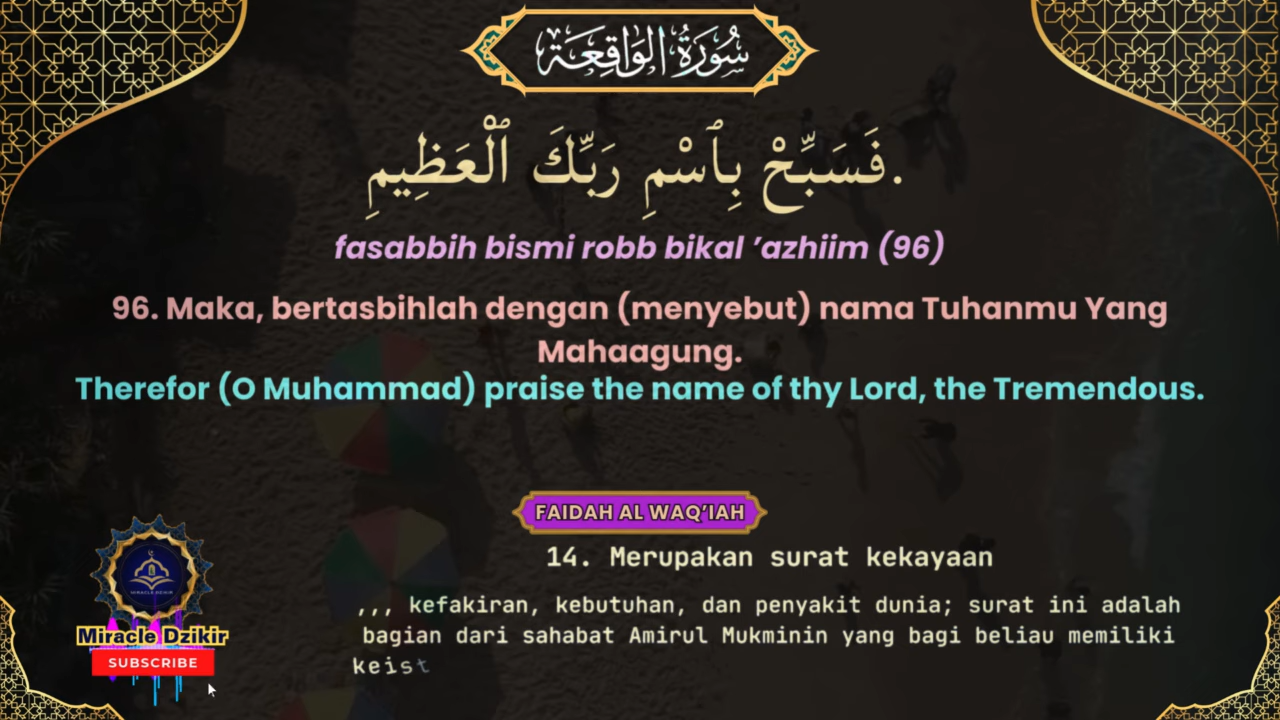 سُورَةُ الوَاقِعَة
فَسَبِّحْ بِٱسْمِ رَبِّكَ ٱلْعَظِيمِ.
fasabbih bismi robb bikal ’azhiim (96)
96. Maka, bertasbihlah dengan (menyebut) nama Tuhanmu Yang
Mahaagung.
Therefor (O Muhammad) praise the name of thy Lord, the Tremendous.
FAIDAH AL WAQ’IAH
14. Merupakan surat kekayaan
,,, kefakiran, kebutuhan, dan penyakit dunia; surat ini adalah
bagian dari sahabat Amirul Mukminin yang bagi beliau memiliki
keist
MIRACLE DZIKIR
Miracle Dzikir
SUBSCRIBE